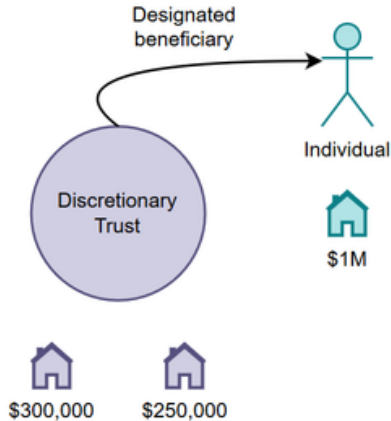 Designated
beneficiary
Individual
Discretionary
Trust
$1M
$300,000
$250,000